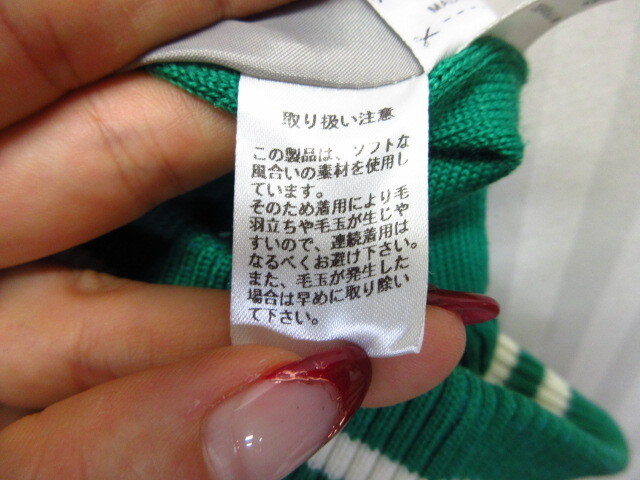 取り扱い注意
この製品は、ソフトな
風合いの素材を使用し
ています。
そのため着用により毛
羽立ちや毛玉が生じや
すいので、連続着用は
なるべくお避け下さい。
また、毛玉が発生した
場合は早めに取り除い
て下さい。